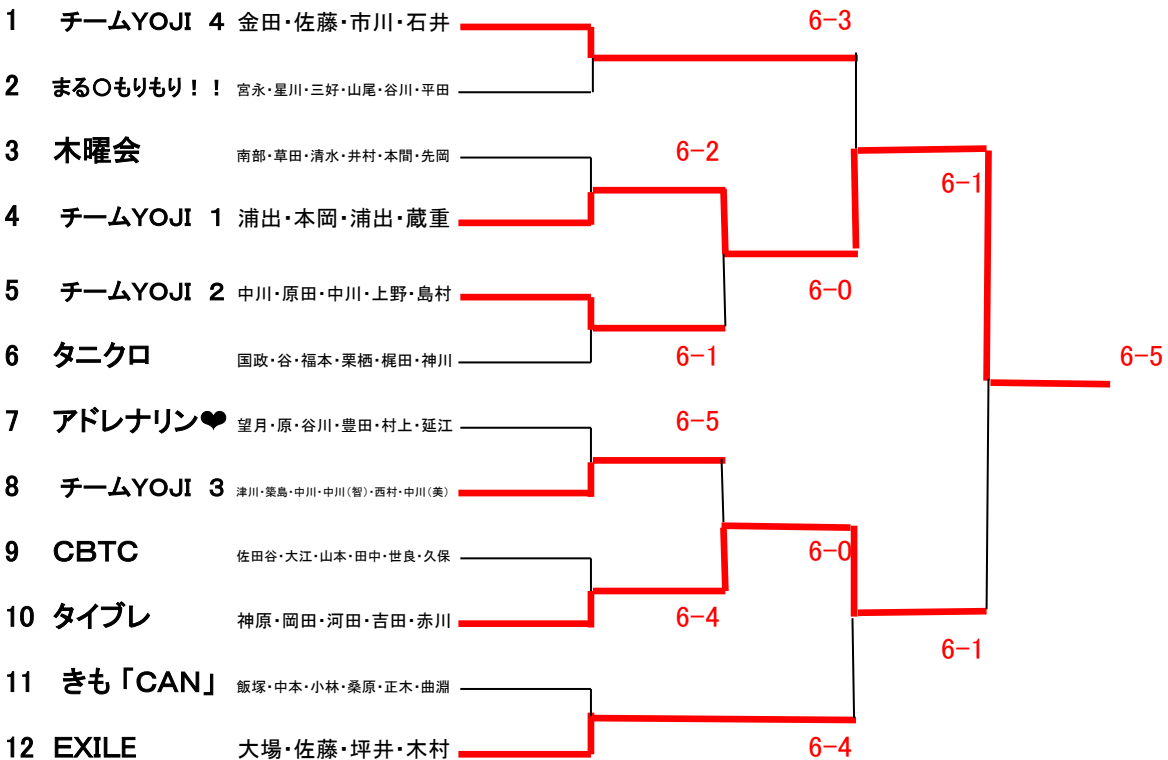 1 チームYOJI 4 金田・佐藤・市川・石井 6-3
2 まる〇もりもり！！ 宮永・星川・三好・山尾・谷川・平田
3 木曜会 南部・草田・清水・井村・本間・先岡 6-2
6-1
4 チームYOJI 1 浦出・本岡・浦出・蔵重
5 チームYOJI 2 中川・原田・中川・上野・島村 6-0
6 タニクロ 国政・谷・福本・栗栖・梶田・神川 6-1 6-5
7 アドレナリン❤ 望月・原・谷川・豊田・村上・延江 6-5
8 チームYOJI 3 津川・築島・中川・中川（智）・西村・中川（美）
9 CBTC 佐田谷・大江・山本・田中・世良・久保 6-0
10 タイブレ 神原・岡田・河田・吉田・赤川 6-4
6-1
11 きも「CAN」 飯塚・中本・小林・桑原・正木・曲淵
12 EXILE 大場・佐藤・坪井・木村 6-4